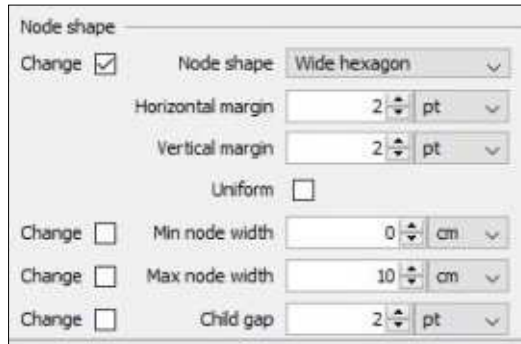 Node shape
Change Node shape Wide hexagon
Horizontal margin 2 pt
Vertical margin 2 pt
Uniform
Change Min node width 0 cm
Change Max node width 10 cm
Change Child gap 2 pt